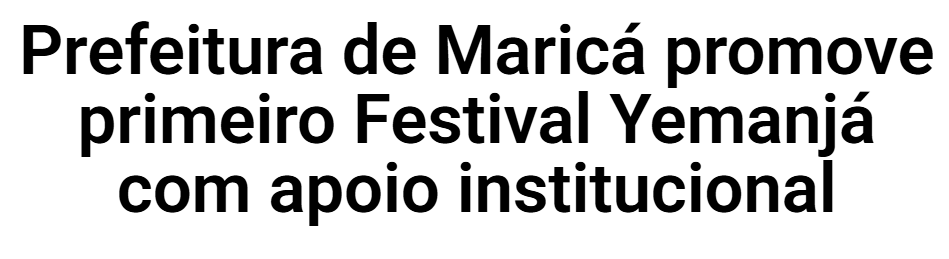 Prefeitura de Maricá promove
primeiro Festival Yemanjá
com apoio institucional